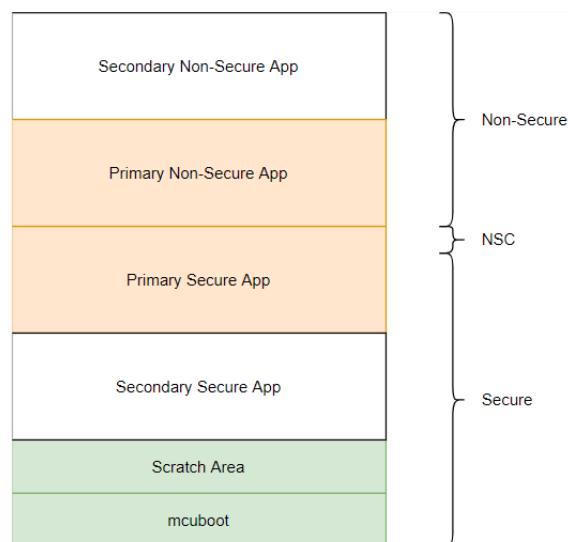 Secondary Non-Secure App
Non-Secure
Primary Non-Secure App
NSC
Primary Secure App
Secondary Secure App
Secure
Scratch Area
mcuboot